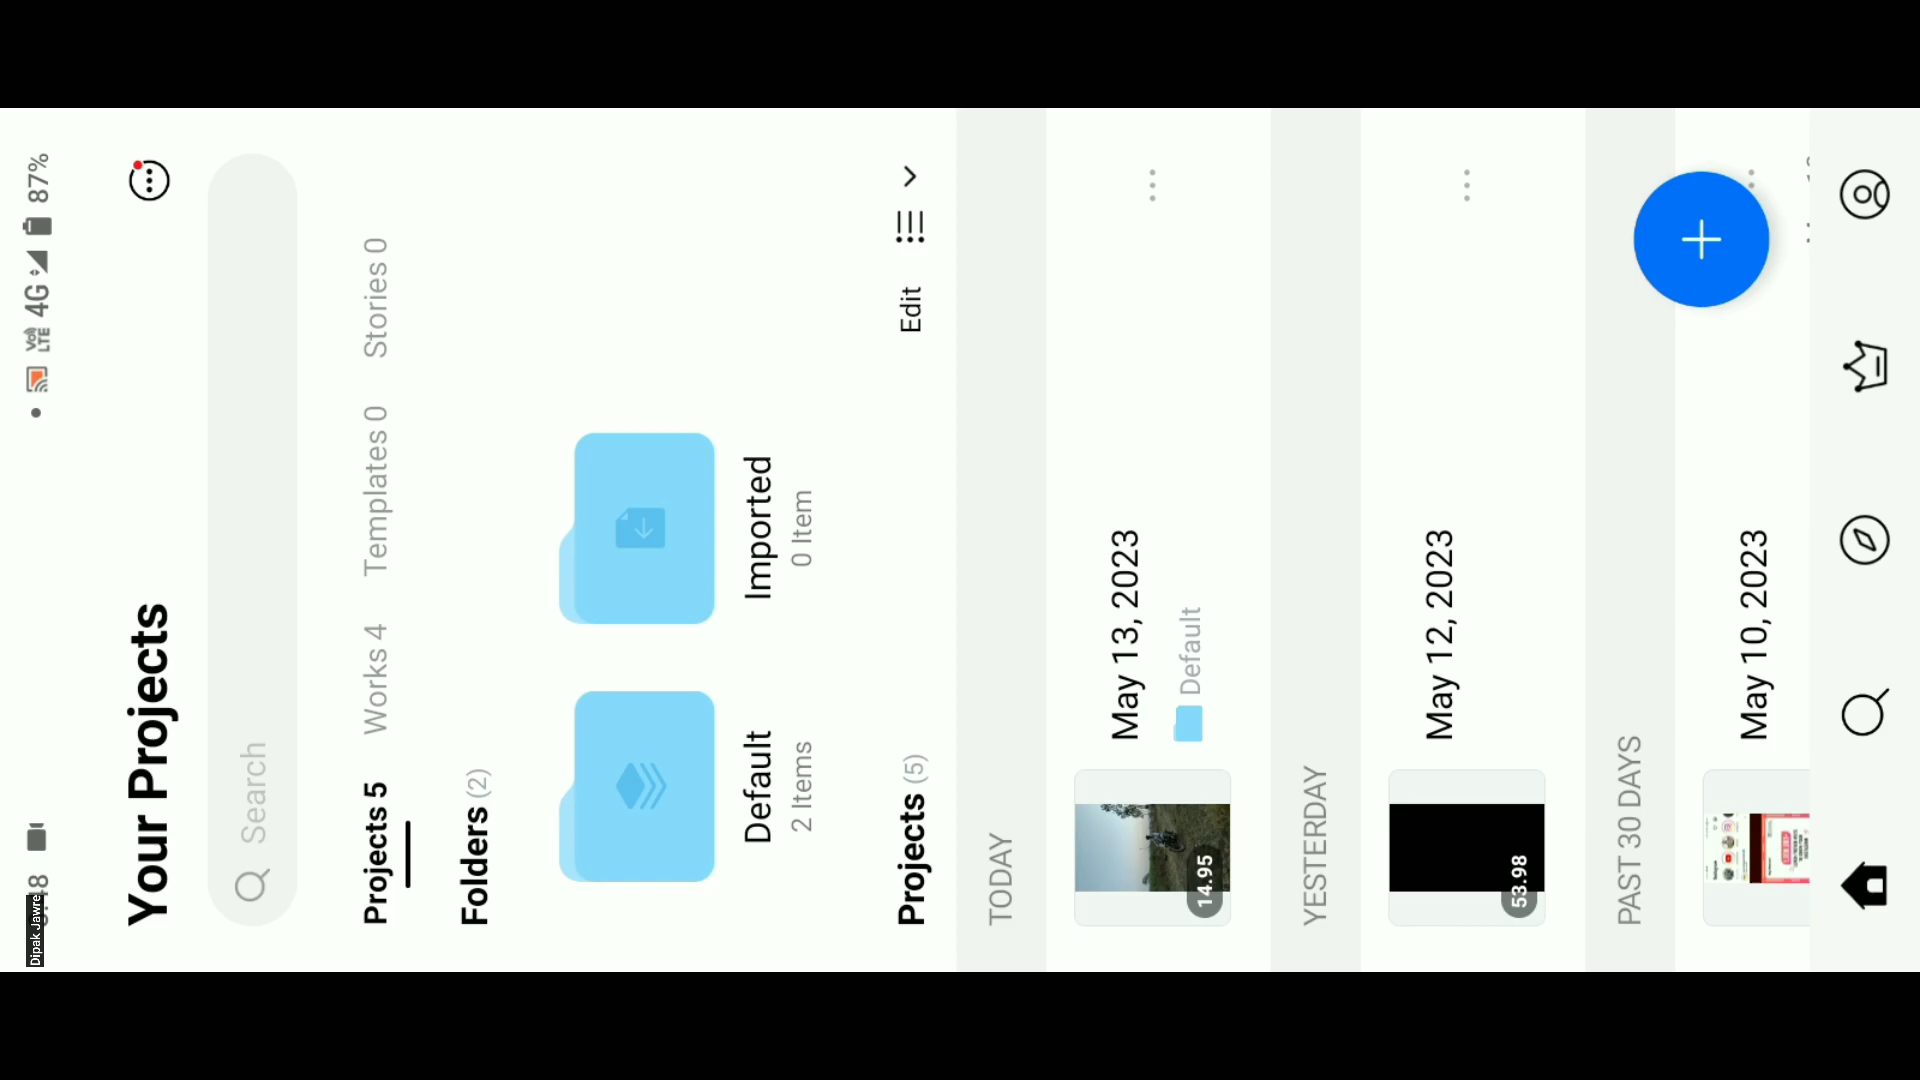 Dipak Jawre
VoI) LTE 4G 87%
Your Projects
Search
Projects 5 Works 4 Templates 0 Stories 0
Folders (2)
Default Imported
2 Items 0 Item
Projects (5) Edit
TODAY
May 13, 2023
Default
14.95
YESTERDAY
May 12, 2023
53.98
PAST 30 DAYS
May 10, 2023